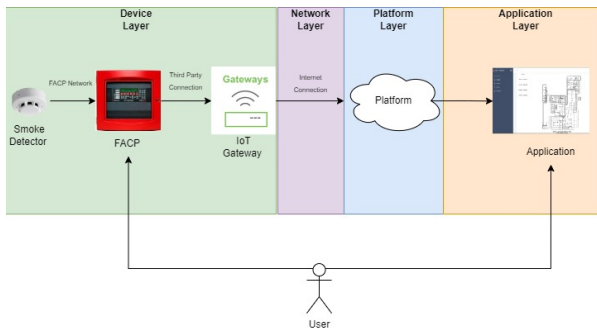 Device
Layer
Network
Layer
Platform
Layer
Application
Layer
FACP Network
Third Party
Connection
Gateways
Internet
Connection
Platform
Smoke
Detector
FACP
IoT
Gateway
Application
User